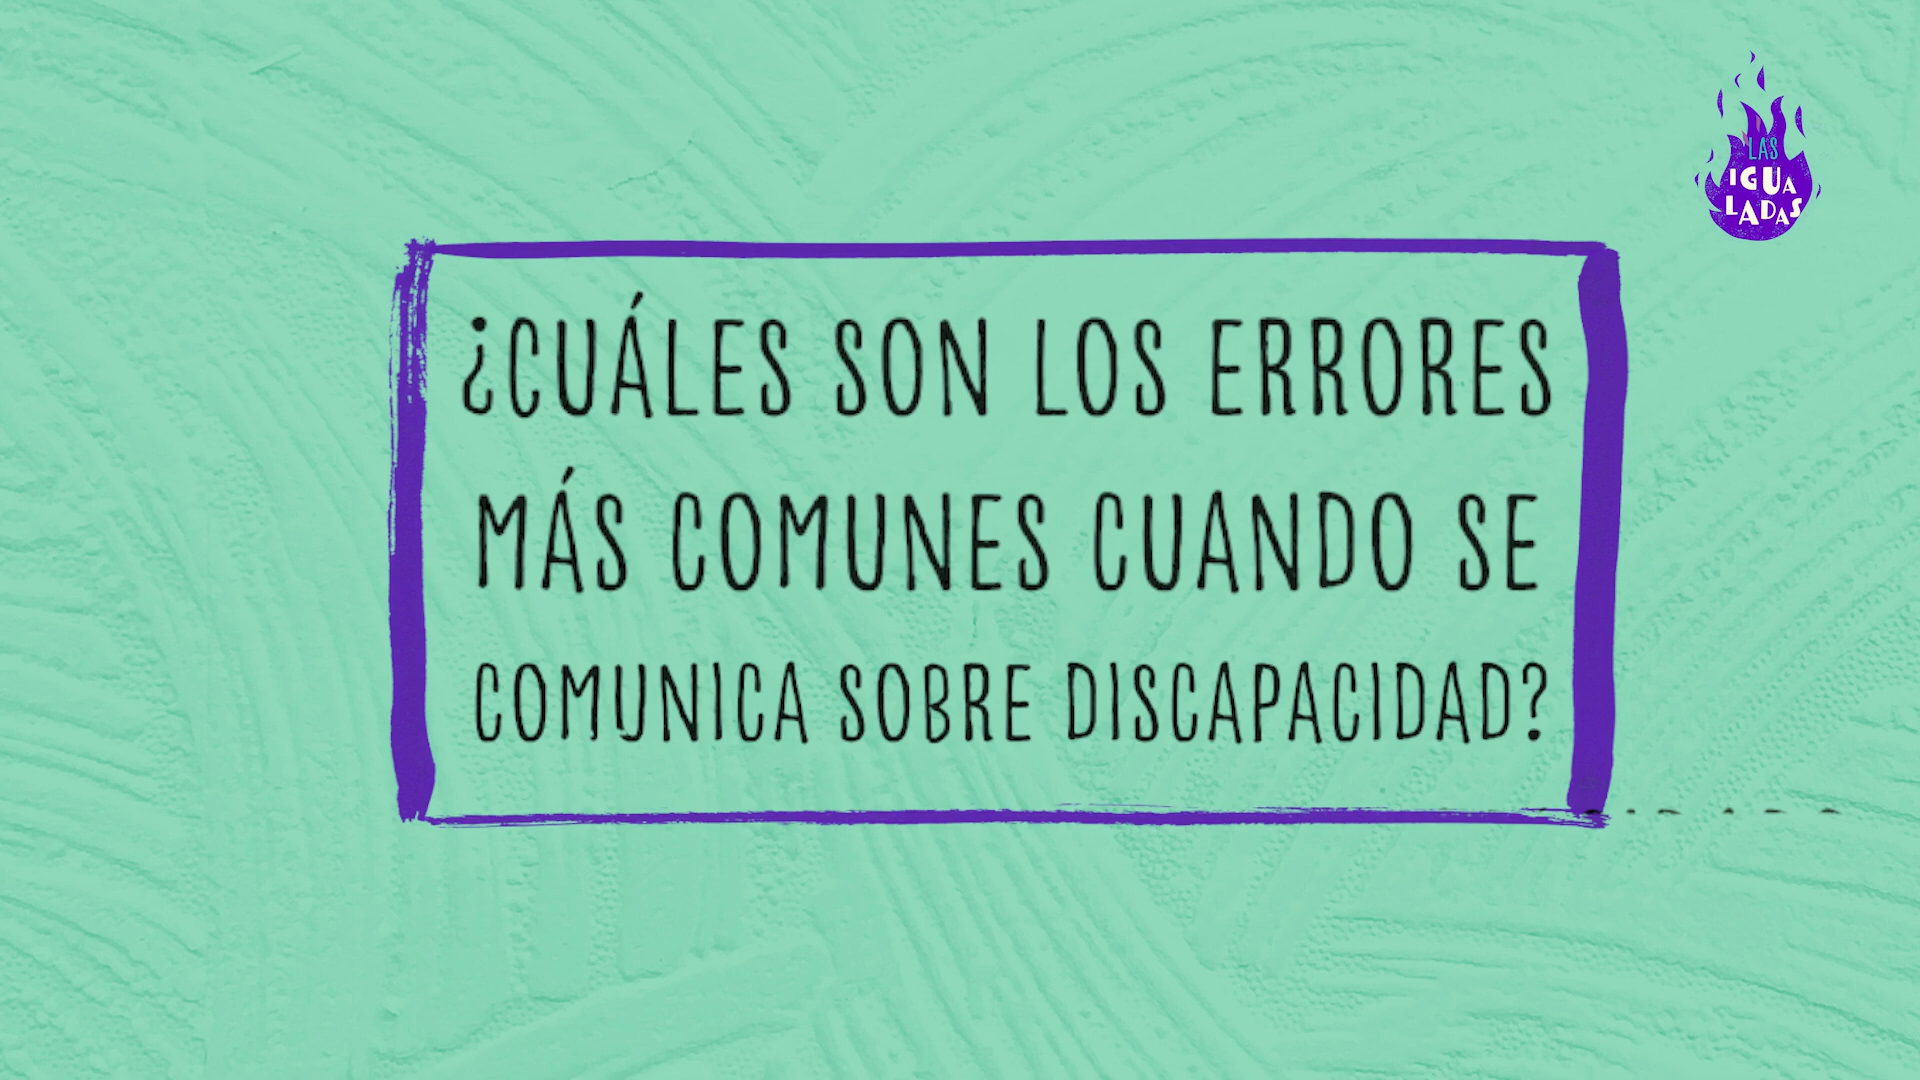 LAS
IGUA
LADAS
¿CUÁLES SON LOS ERRORES
MÁS COMUNES CUANDO SE
COMUNICA SOBRE DISCAPACIDAD?